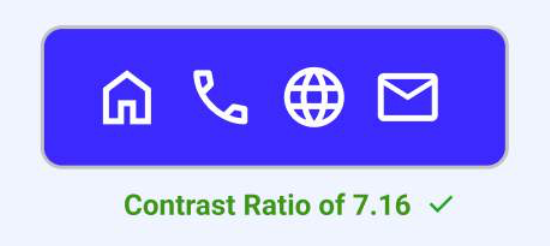 Contrast Ratio of 7.16